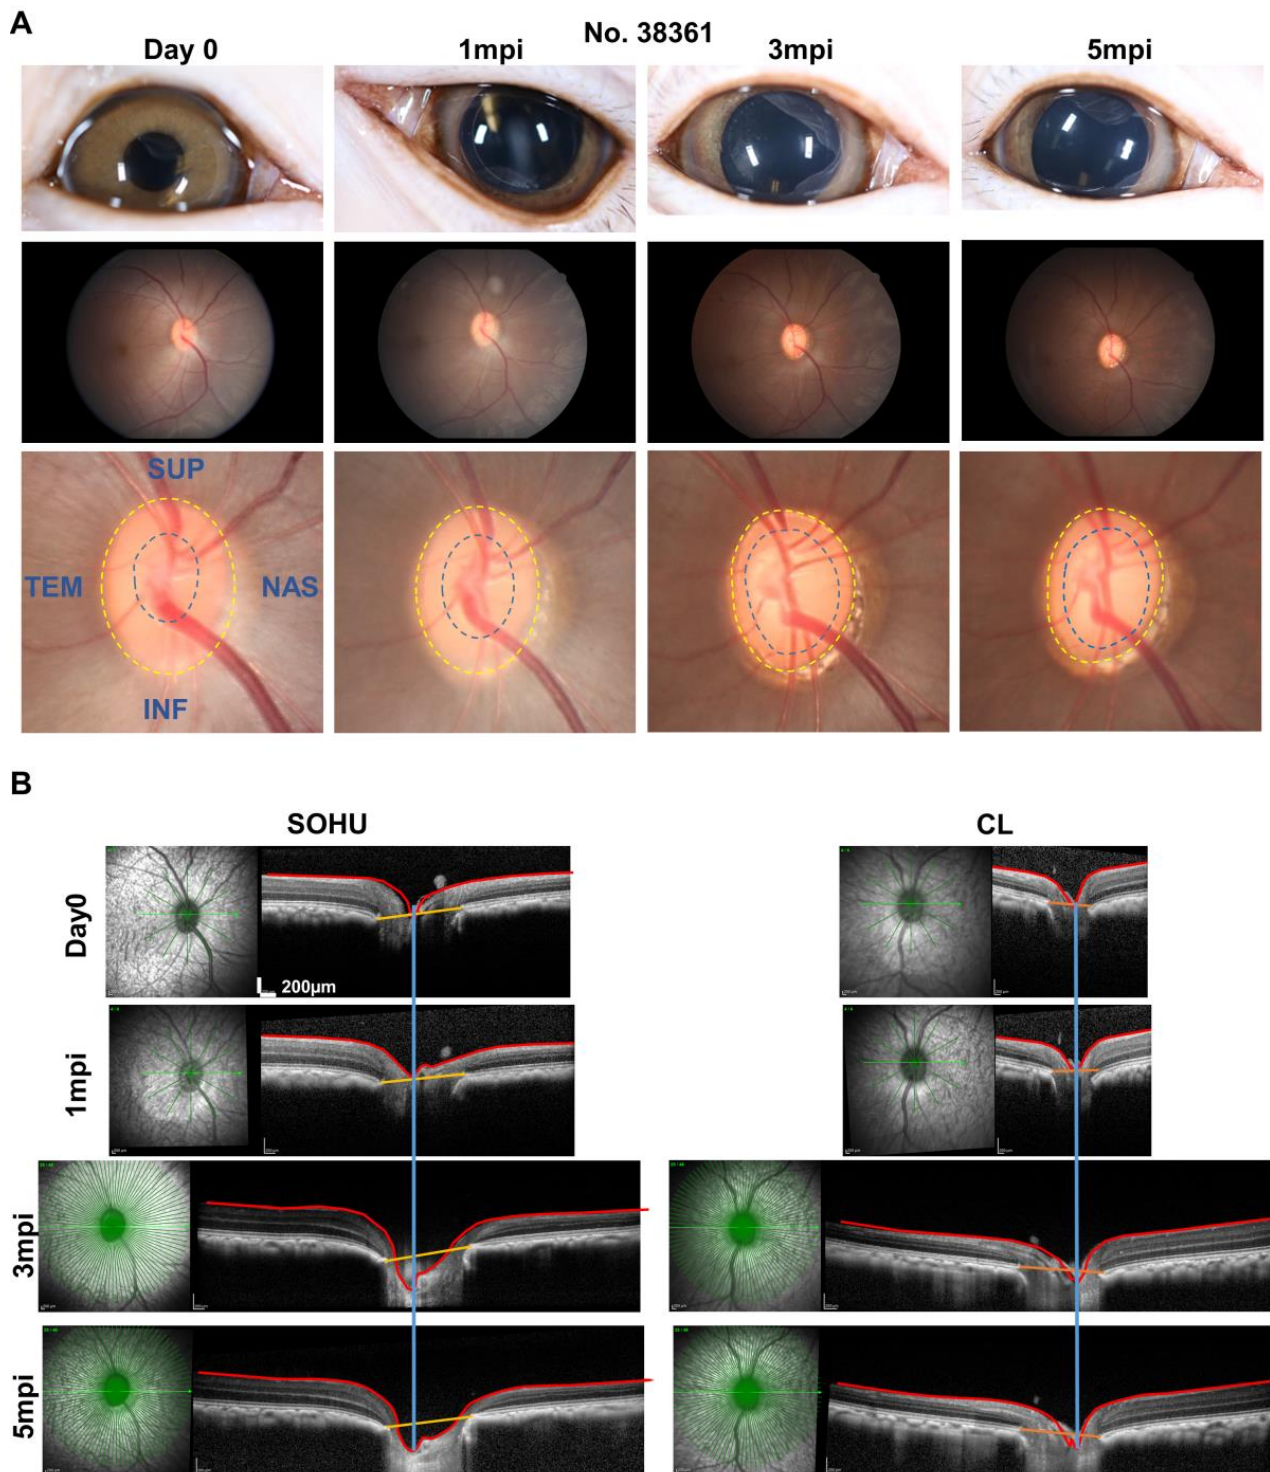 A
No. 38361
Day 0 1mpi 3mpi 5mpi
SUP
TEM NAS
INF
B
SOHU CL
Day0
200µm
1mpi
3mpi
5mpi